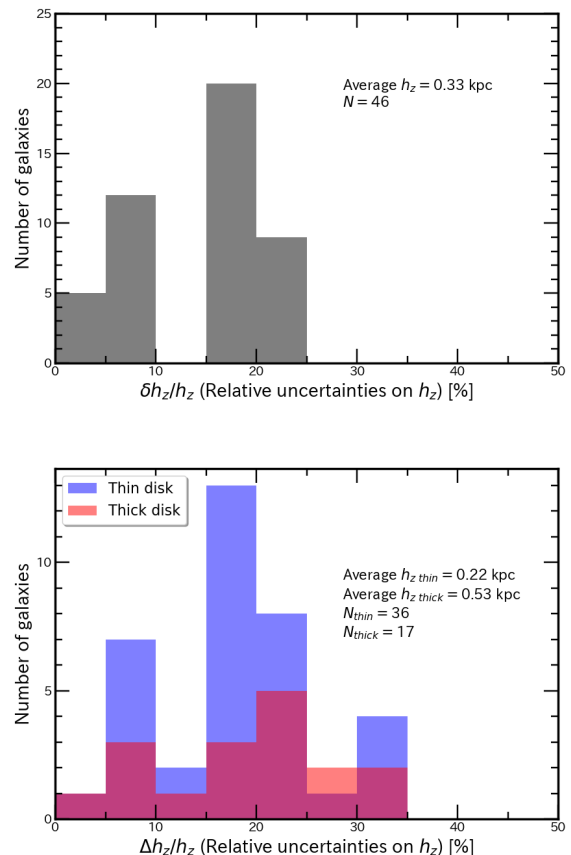 25
20
15
10
5
0
Number of galaxies
Average h_z = 0.33 kpc
N = 46
0 10 20 30 40 50
δh_z/h_z (Relative uncertainties on h_z) [%]
Thin disk
Thick disk
10
5
0
Number of galaxies
Average h_z thin = 0.22 kpc
Average h_z thick = 0.53 kpc
N_thin = 36
N_thick = 17
0 10 20 30 40 50
Δh_z/h_z (Relative uncertainties on h_z) [%]